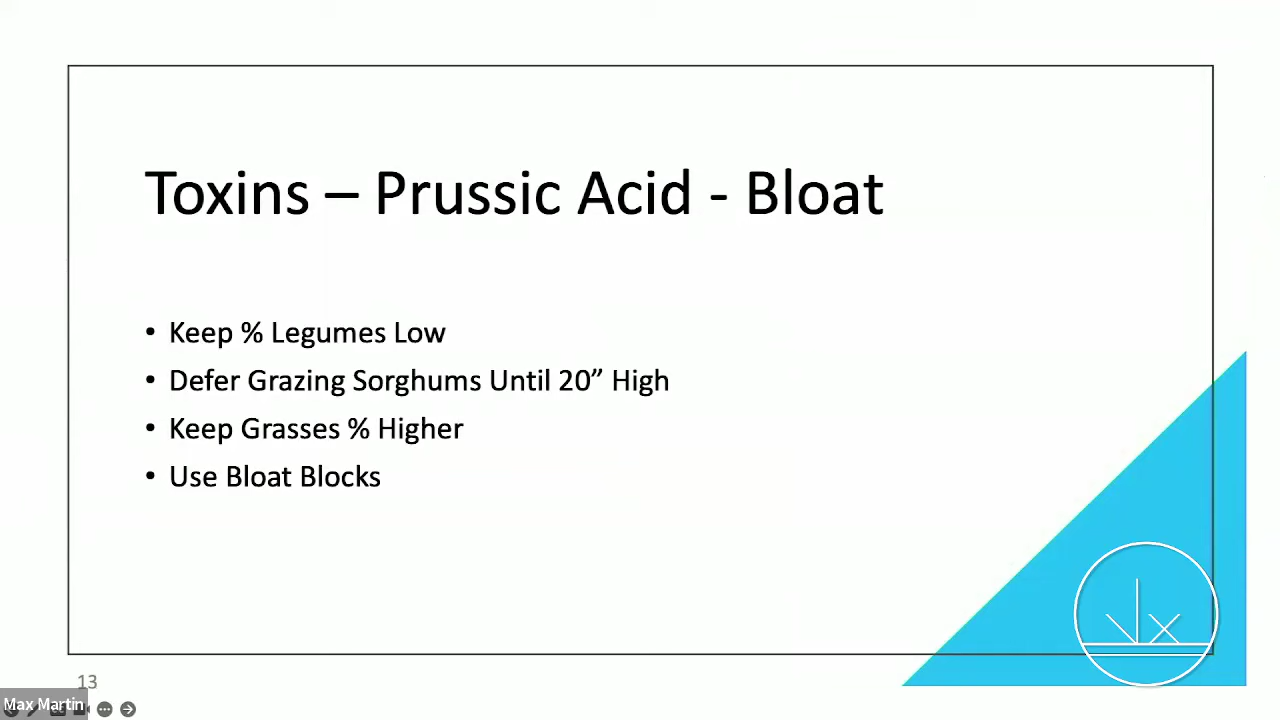 Toxins – Prussic Acid - Bloat
• Keep % Legumes Low
• Defer Grazing Sorghums Until 20” High
• Keep Grasses % Higher
• Use Bloat Blocks
13
Max Martin